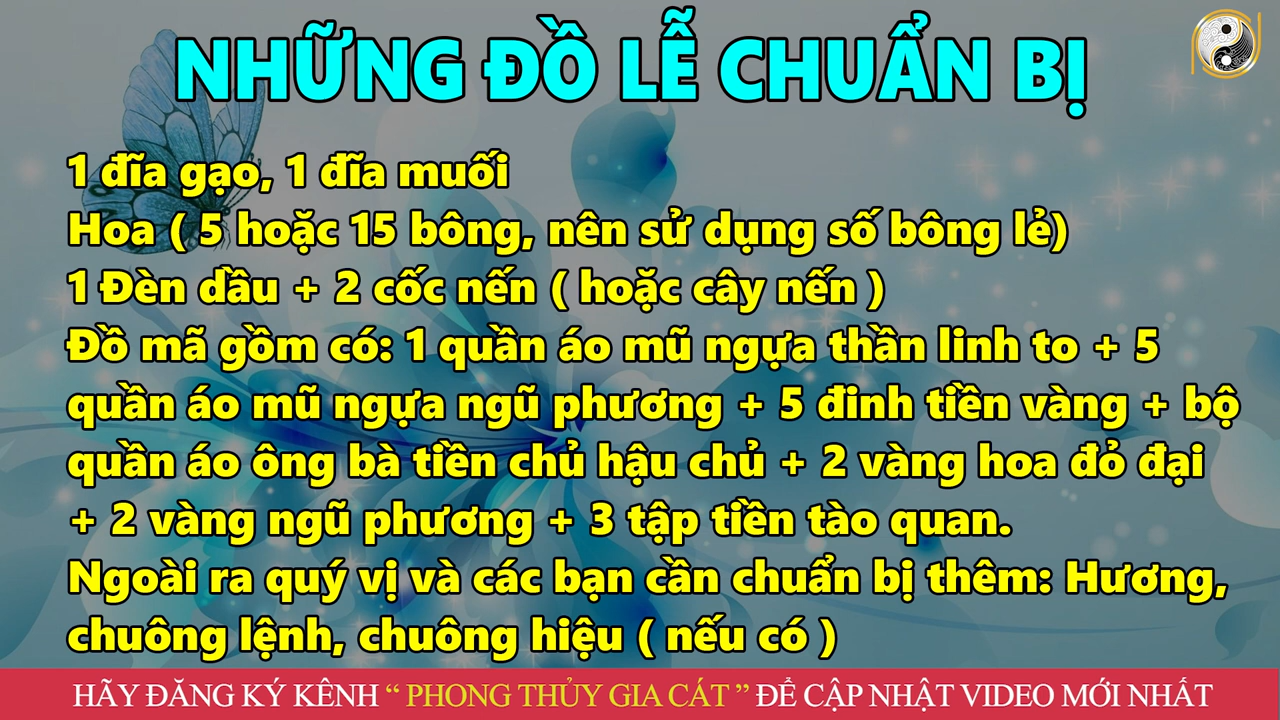 NHỮNG ĐỒ LỄ CHUẨN BỊ
1 đĩa gạo, 1 đĩa muối
Hoa ( 5 hoặc 15 bông, nên sử dụng số bông lẻ)
1 Đèn dầu + 2 cốc nến ( hoặc cây nến )
Đồ mã gồm có: 1 quần áo mũ ngựa thần linh to + 5
quần áo mũ ngựa ngũ phương + 5 đinh tiền vàng + bộ
quần áo ông bà tiền chủ hậu chủ + 2 vàng hoa đỏ đại
+ 2 vàng ngũ phương + 3 tập tiền tào quan.
Ngoài ra quý vị và các bạn cần chuẩn bị thêm: Hương,
chuông lệnh, chuông hiệu ( nếu có )
HÃY ĐĂNG KÝ KÊNH “ PHONG THỦY GIA CÁT ” ĐỂ CẬP NHẬT VIDEO MỚI NHẤT